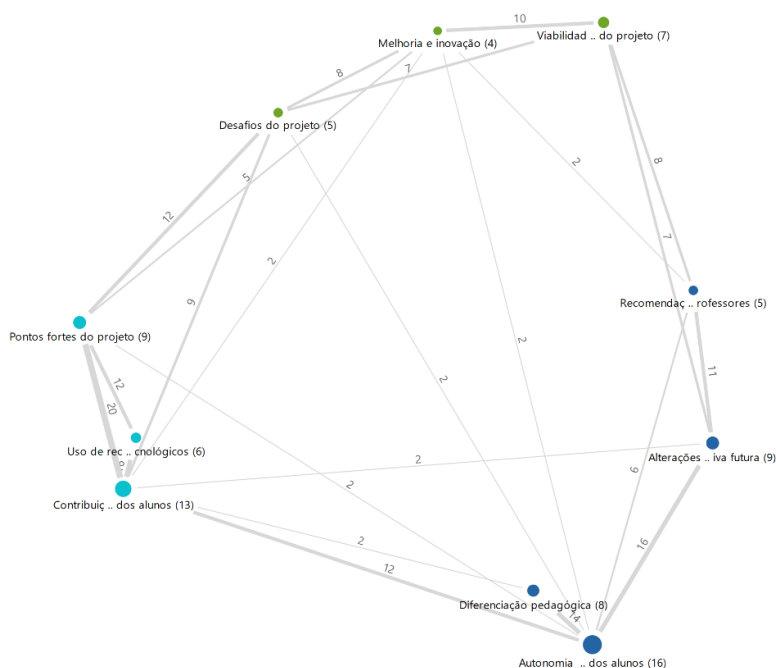 10
Viabilidad .. do projeto (7)
Melhoria e inovação (4)
8
7
Desafios do projeto (5)
2
8
5
12
7
2
Recomendaç .. rofessores (5)
9
Pontos fortes do projeto (9)
2
11
2
12
20
Uso de rec .. cnológicos (6)
Alterações .. iva futura (9)
2
9
2
Contribuiç .. dos alunos (13)
2
16
12
Diferenciação pedagógica (8)
14
Autonomia .. dos alunos (16)